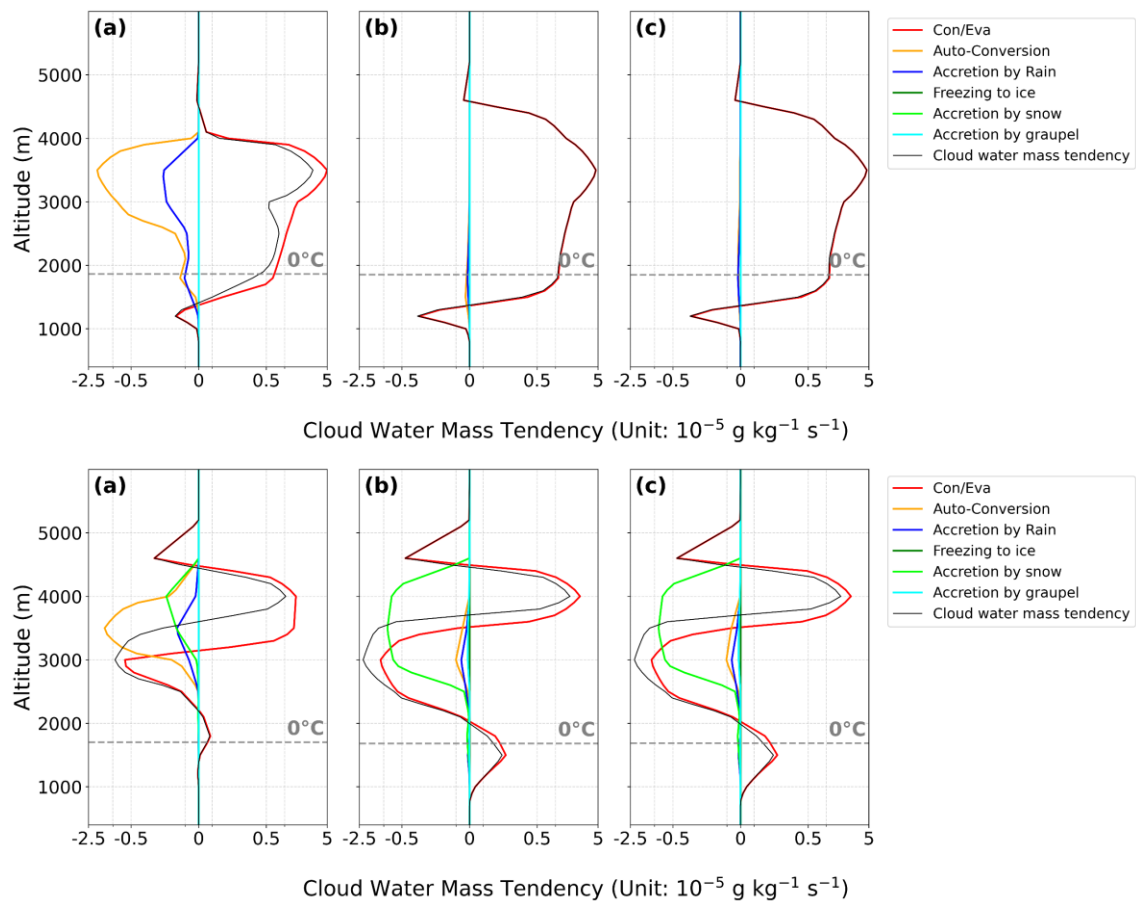 (a) (b) (c)
Con/Eva
Auto-Conversion
Accretion by Rain
Freezing to ice
Accretion by snow
Accretion by graupel
Cloud water mass tendency
Altitude (m)
5000
4000
3000
2000
1000
0°C 0°C 0°C
-2.5 -0.5 0 0.5 5 -2.5 -0.5 0 0.5 5 -2.5 -0.5 0 0.5 5
Cloud Water Mass Tendency (Unit: 10⁻⁵ g kg⁻¹ s⁻¹)
(a) (b) (c)
Con/Eva
Auto-Conversion
Accretion by Rain
Freezing to ice
Accretion by snow
Accretion by graupel
Cloud water mass tendency
Altitude (m)
5000
4000
3000
2000
1000
0°C 0°C 0°C
-2.5 -0.5 0 0.5 5 -2.5 -0.5 0 0.5 5 -2.5 -0.5 0 0.5 5
Cloud Water Mass Tendency (Unit: 10⁻⁵ g kg⁻¹ s⁻¹)